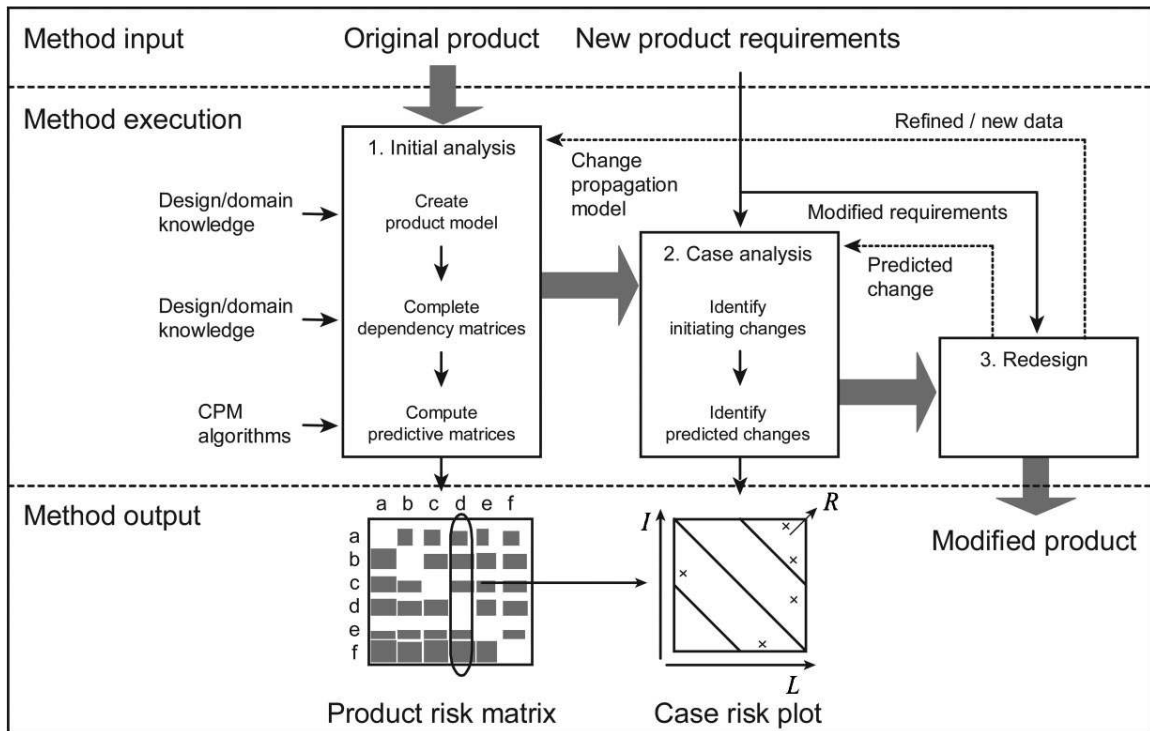 Method input
Original product
New product requirements
Method execution
Refined / new data
1. Initial analysis
Change
propagation
model
Design/domain
knowledge
Create
product model
Modified requirements
2. Case analysis
Predicted
change
Design/domain
knowledge
Complete
dependency matrices
Identify
initiating changes
3. Redesign
CPM
algorithms
Compute
predictive matrices
Identify
predicted changes
Method output
a b c d e f
a
b
c
d
e
f
I
R
L
Modified product
Product risk matrix
Case risk plot